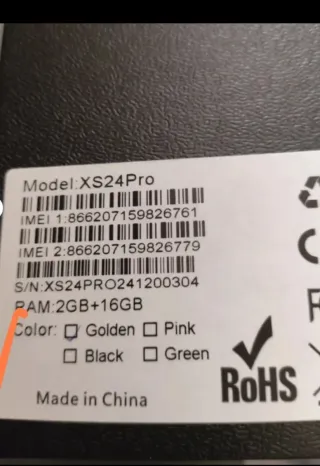 Model:XS24Pro
IMEI 1:866207159826761
IMEI 2:866207159826779
S/N:XS24PRO241200304
RAM:2GB+16GB
Color: Golden Pink
Black Green
RoHS
Made in China